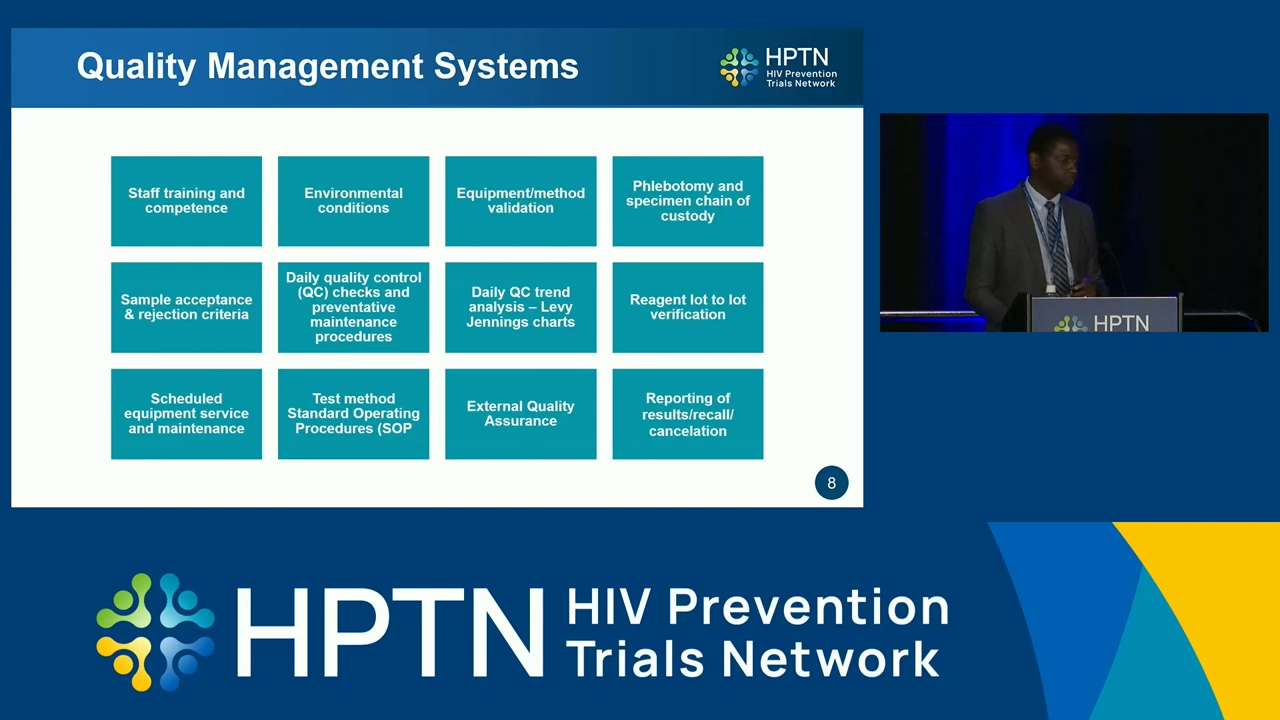 Quality Management Systems
HPTN
HIV Prevention
Trials Network
Staff training and
competence
Environmental
conditions
Equipment/method
validation
Phlebotomy and
specimen chain of
custody
Sample acceptance
& rejection criteria
Daily quality control
(QC) checks and
preventative
maintenance
procedures
Daily QC trend
analysis – Levy
Jennings charts
Reagent lot to lot
verification
Scheduled
equipment service
and maintenance
Test method
Standard Operating
Procedures (SOP
External Quality
Assurance
Reporting of
results/recall/
cancelation
8
HPTN
HPTN
HIV Prevention
Trials Network